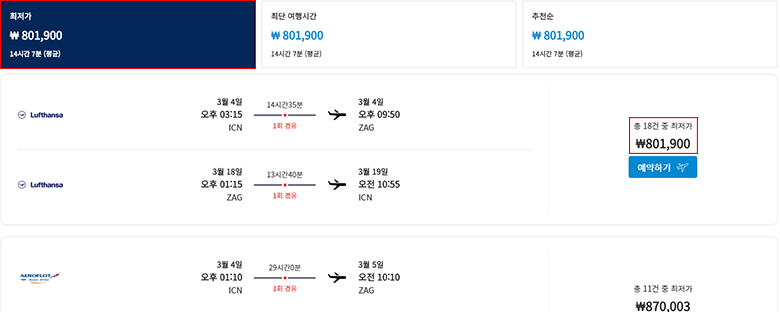 최저가
₩ 801,900
14시간 7분 (평균)
최단 여행시간
₩ 801,900
14시간 7분 (평균)
추천순
₩ 801,900
14시간 7분 (평균)
Lufthansa
3월 4일
오후 03:15
ICN
14시간35분
1회 경유
3월 4일
오후 09:50
ZAG
Lufthansa
3월 18일
오후 01:15
ZAG
13시간40분
1회 경유
3월 19일
오전 10:55
ICN
총 18건 중 최저가
₩801,900
예약하기
AEROFLOT
3월 4일
오후 01:10
ICN
29시간0분
1회 경유
3월 5일
오전 10:10
ZAG
총 11건 중 최저가
₩870,003